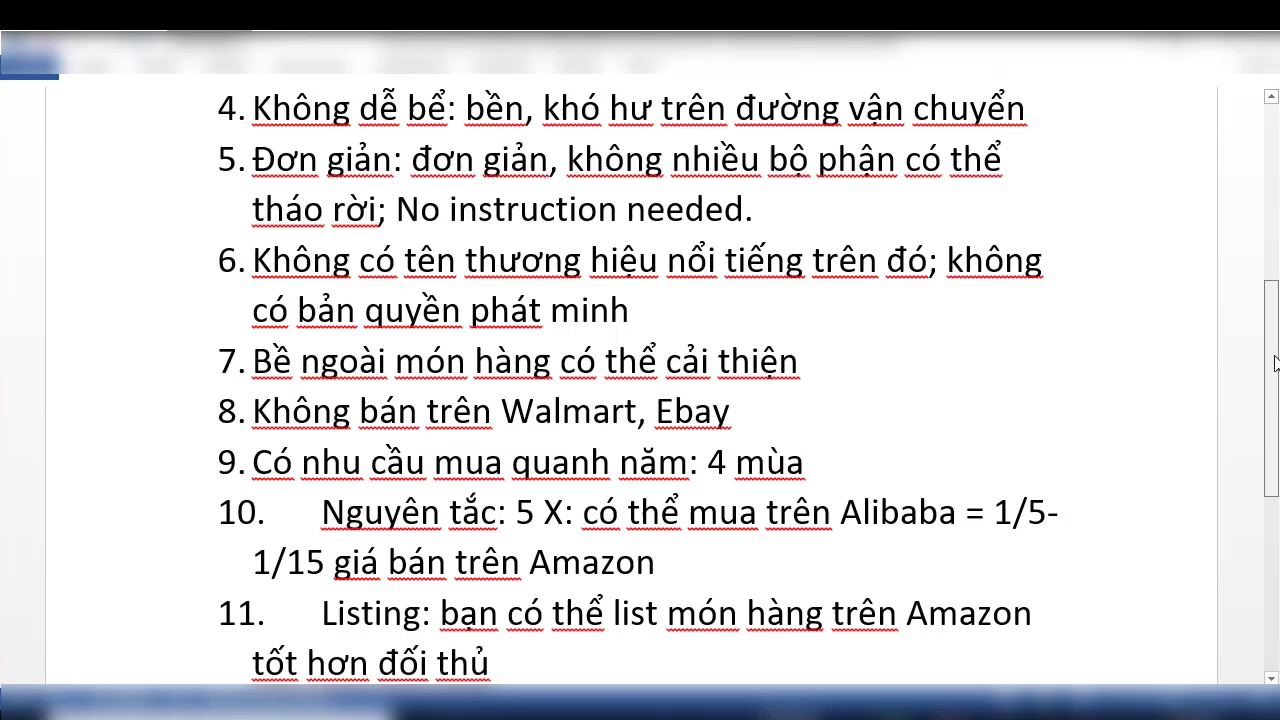 4. Không dễ bể: bền, khó hư trên đường vận chuyển
5. Đơn giản: đơn giản, không nhiều bộ phận có thể
tháo rời; No instruction needed.
6. Không có tên thương hiệu nổi tiếng trên đó; không
có bản quyền phát minh
7. Bề ngoài món hàng có thể cải thiện
8. Không bán trên Walmart, Ebay
9. Có nhu cầu mua quanh năm: 4 mùa
10. Nguyên tắc: 5 X: có thể mua trên Alibaba = 1/5-
1/15 giá bán trên Amazon
11. Listing: bạn có thể list món hàng trên Amazon
tốt hơn đối thủ